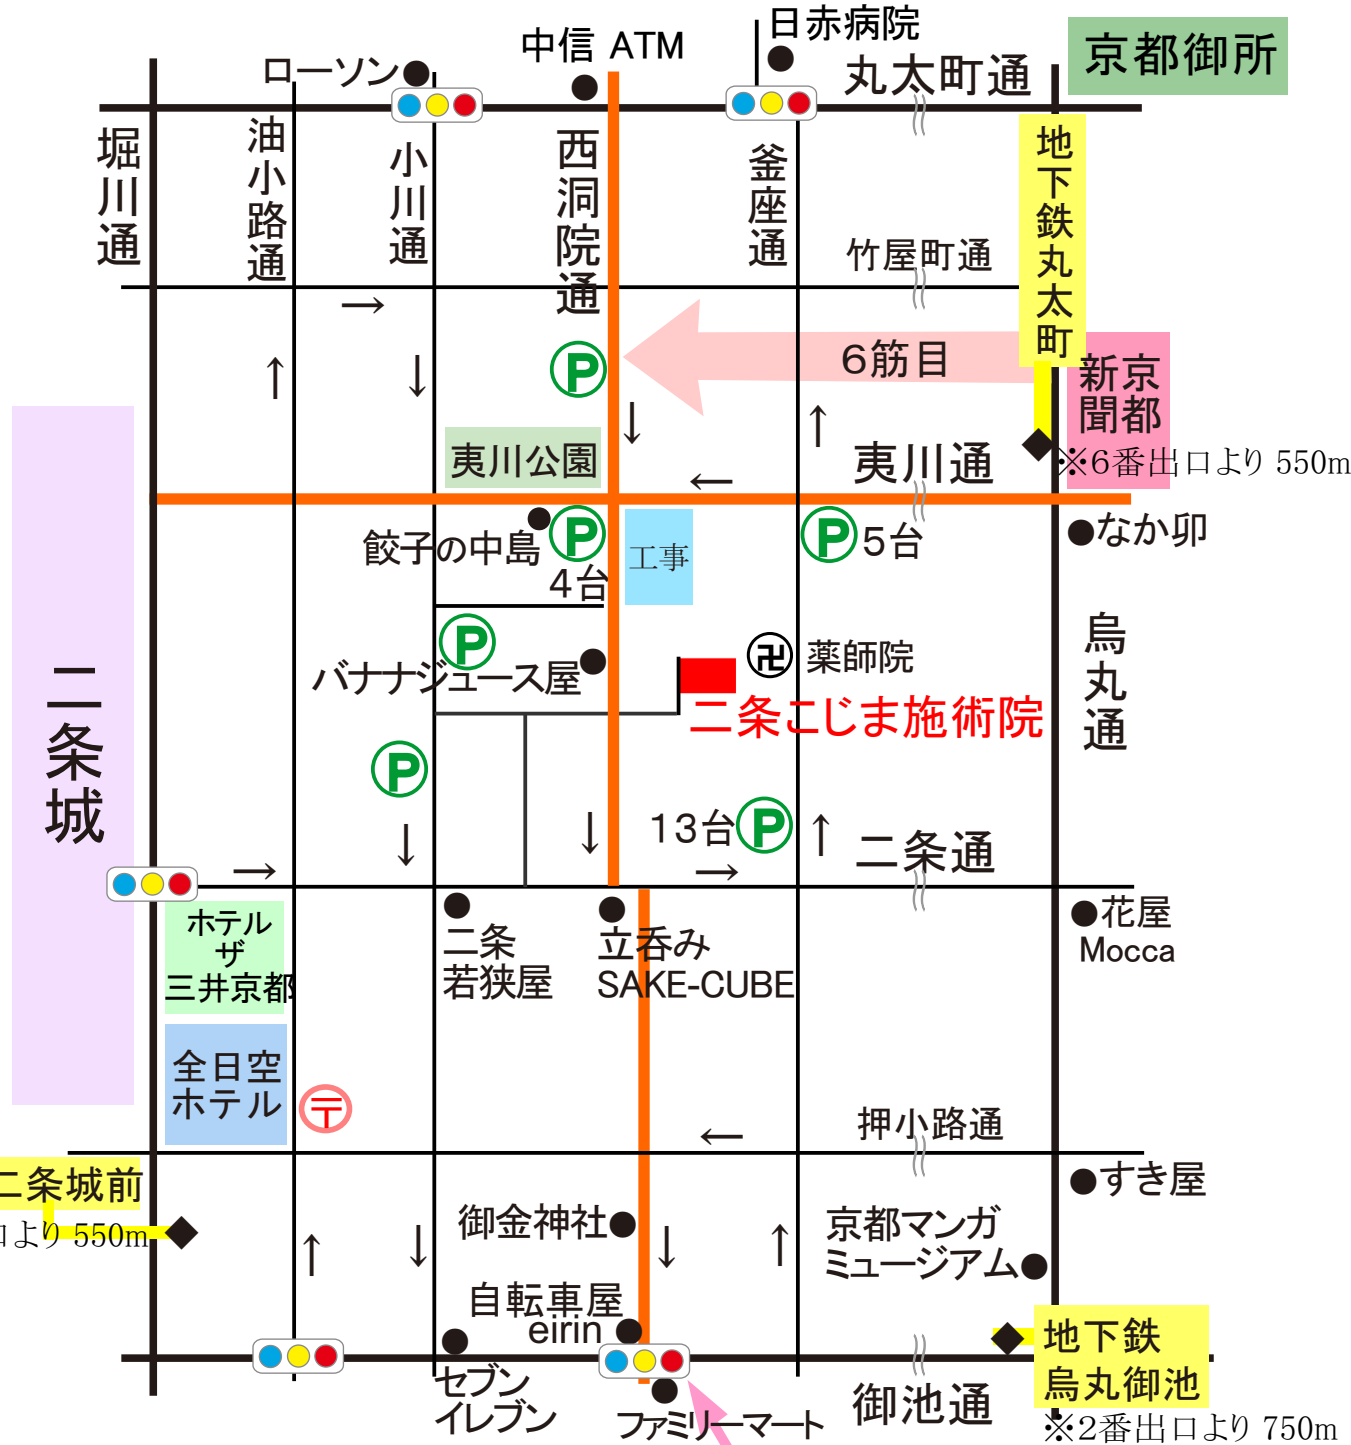 日赤病院
中信 ATM
京都御所
ローソン
丸太町通
堀川通
油小路通
小川通
西洞院通
釜座通
地下鉄丸太町
竹屋町通
→
6筋目
↑
↓
P
新京
聞都
↓
↑
夷川公園
夷川通
※6番出口より 550m
←
餃子の中島
P
4台
工事
P
5台
なか卯
P
バナナジュース屋
卍
薬師院
烏丸通
二条こじま施術院
二条城
P
13台
P
↓
↓
↑
二条通
→
→
ホテル
ザ
三井京都
二条
若狭屋
立呑み
SAKE-CUBE
花屋
Mocca
全日空
ホテル
〒
押小路通
←
二条城前
口より 550m
すき屋
御金神社
京都マンガ
ミュージアム
↑
↓
↓
↑
自転車屋
eirin
地下鉄
烏丸御池
セブン
イレブン
ファミリーマート
御池通
※2番出口より 750m